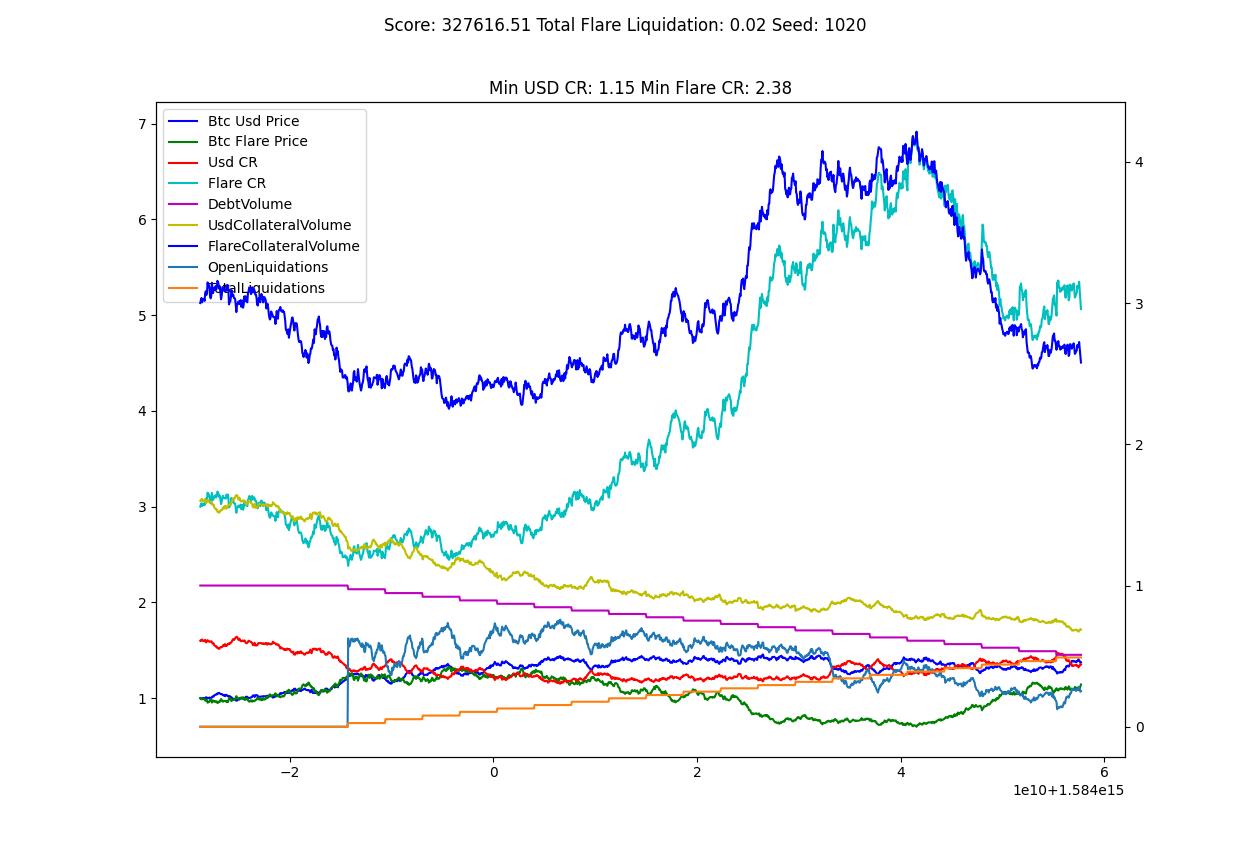 Score: 327616.51 Total Flare Liquidation: 0.02 Seed: 1020
Min USD CR: 1.15 Min Flare CR: 2.38
Btc Usd Price
Btc Flare Price
Usd CR
Flare CR
DebtVolume
UsdCollateralVolume
FlareCollateralVolume
OpenLiquidations
TotalLiquidations
7
6
5
4
3
2
1
4
3
2
1
0
−2 0 2 4 6
1e10+1.584e15